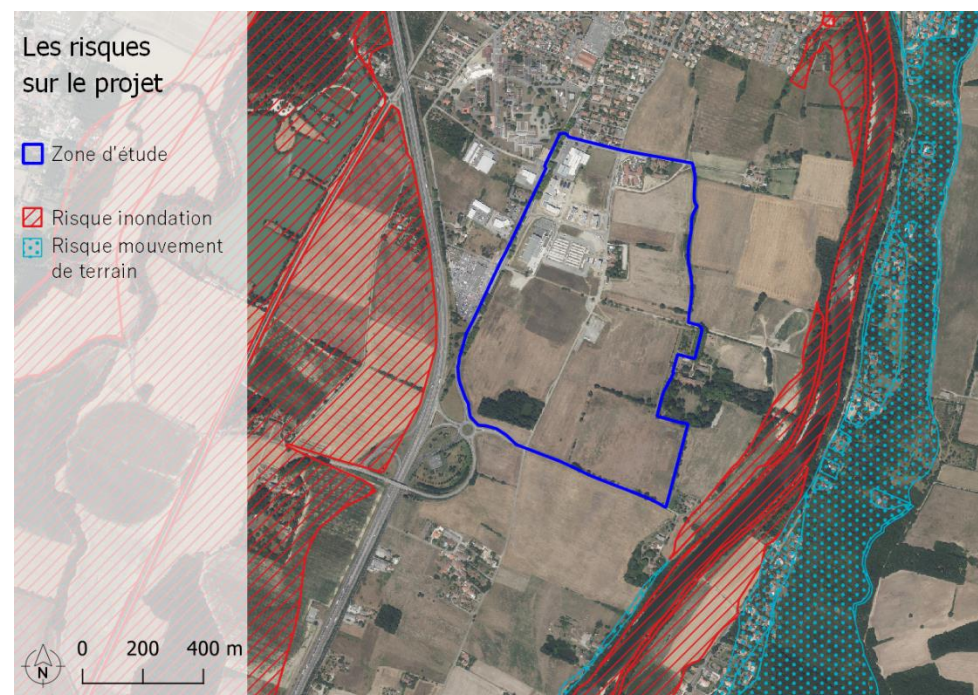 Les risques
sur le projet
Zone d'étude
Risque inondation
Risque mouvement
de terrain
0 200 400 m
N